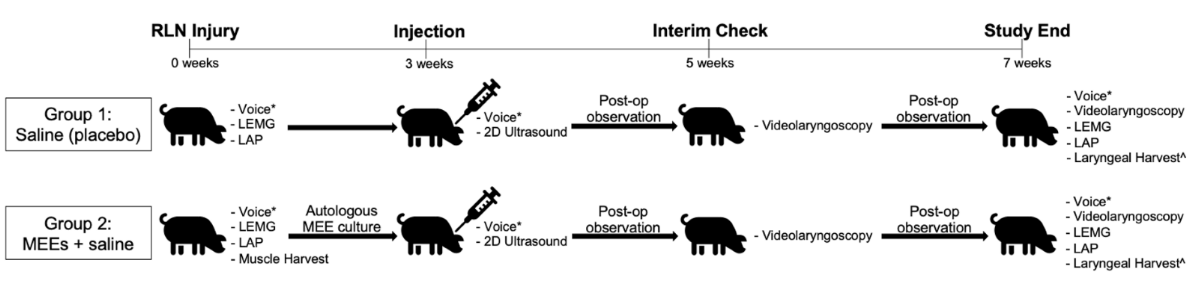 RLN Injury
Injection
Interim Check
Study End
0 weeks
3 weeks
5 weeks
7 weeks
Group 1:
Saline (placebo)
- Voice*
- LEMG
- LAP
- Voice*
- 2D Ultrasound
Post-op
observation
- Videolaryngoscopy
Post-op
observation
- Voice*
- Videolaryngoscopy
- LEMG
- LAP
- Laryngeal Harvest^
Group 2:
MEEs + saline
- Voice*
- LEMG
- LAP
- Muscle Harvest
Autologous
MEE culture
- Voice*
- 2D Ultrasound
Post-op
observation
- Videolaryngoscopy
Post-op
observation
- Voice*
- Videolaryngoscopy
- LEMG
- LAP
- Laryngeal Harvest^